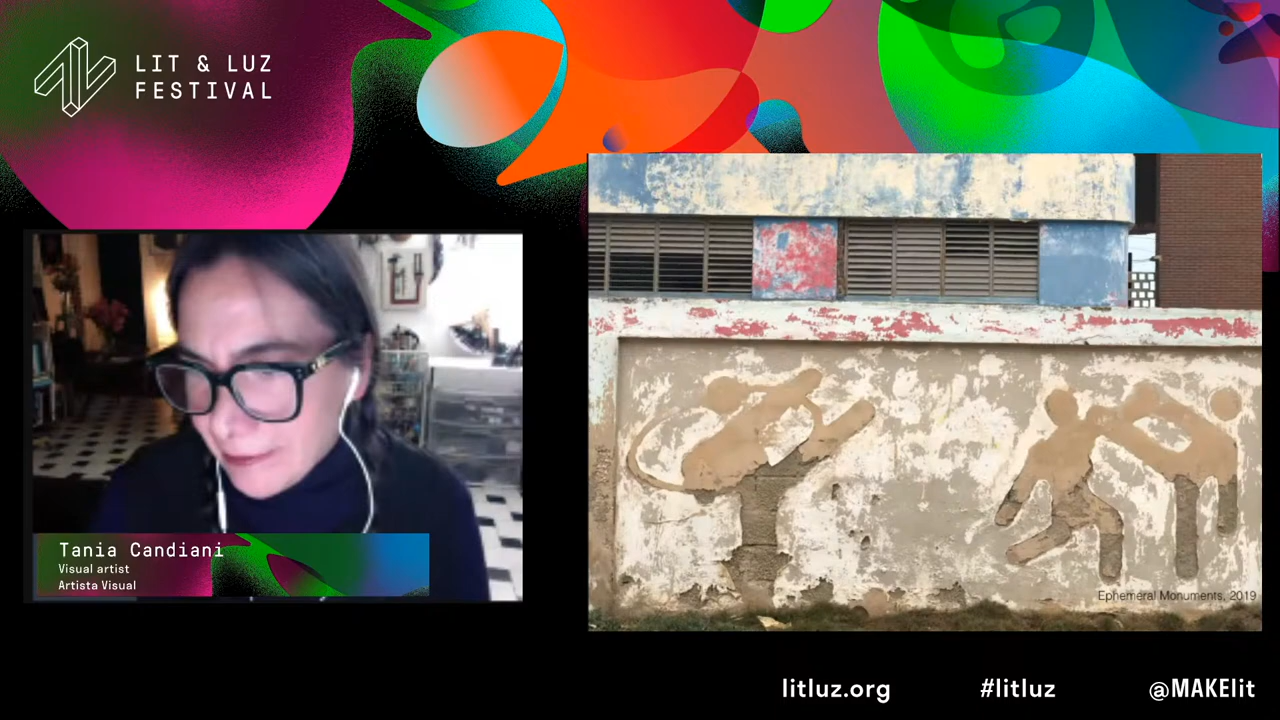 LIT & LUZ
FESTIVAL
Tania Candiani
Visual artist
Artista Visual
Ephemeral Monuments, 2019
litluz.org
#litluz
@MAKElit